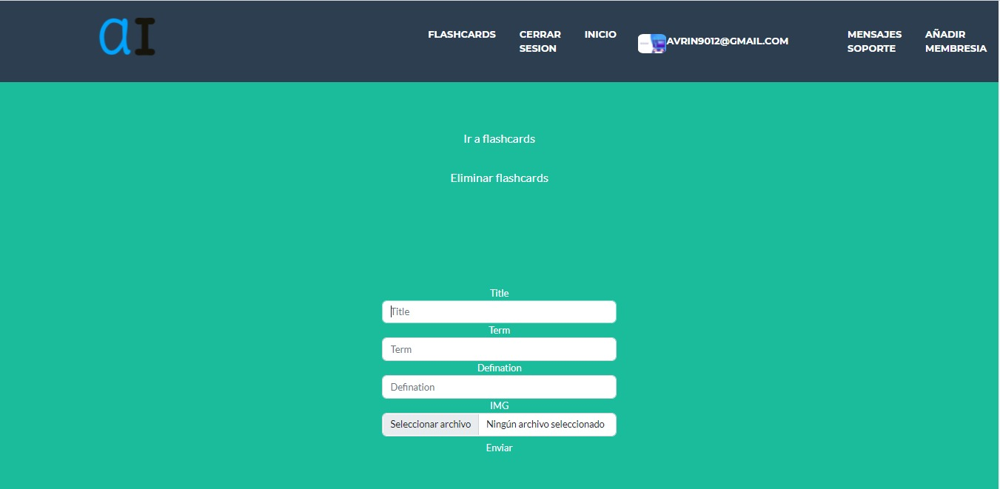 aI
FLASHCARDS
CERRAR
SESION
INICIO
AVRIN9012@GMAIL.COM
MENSAJES
SOPORTE
AÑADIR
MEMBRESIA
Ir a flashcards
Eliminar flashcards
Title
Title
Term
Term
Defination
Defination
IMG
Seleccionar archivo Ningún archivo seleccionado
Enviar